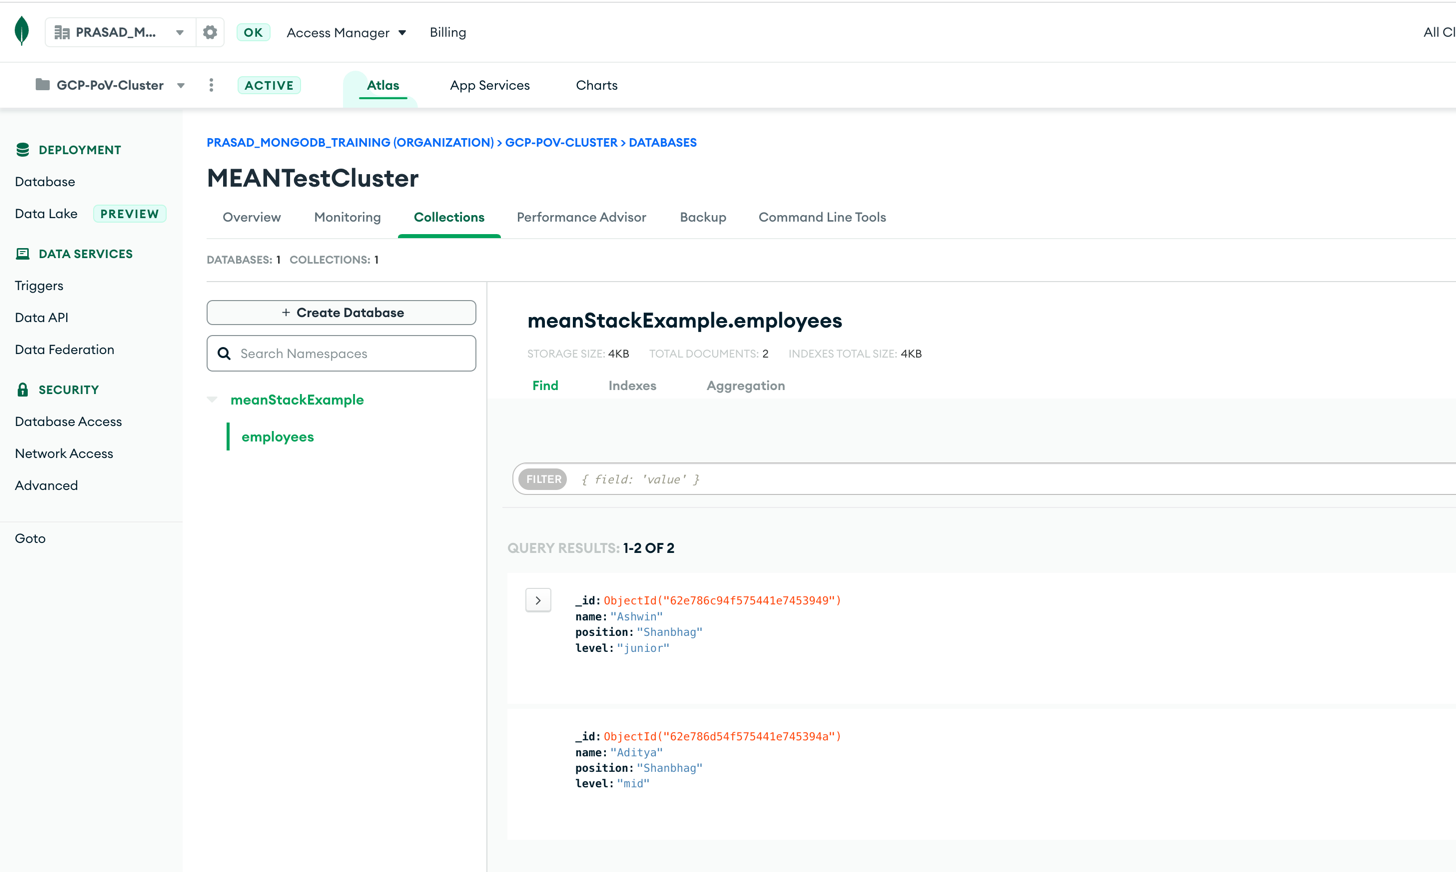 PRASAD_M... OK Access Manager Billing All Cl
GCP-PoV-Cluster ACTIVE Atlas App Services Charts
DEPLOYMENT
Database
Data Lake PREVIEW
DATA SERVICES
Triggers
Data API
Data Federation
SECURITY
Database Access
Network Access
Advanced
Goto
PRASAD_MONGODB_TRAINING (ORGANIZATION) > GCP-POV-CLUSTER > DATABASES
MEANTestCluster
Overview Monitoring Collections Performance Advisor Backup Command Line Tools
DATABASES: 1 COLLECTIONS: 1
+ Create Database
Search Namespaces
meanStackExample
employees
meanStackExample.employees
STORAGE SIZE: 4KB TOTAL DOCUMENTS: 2 INDEXES TOTAL SIZE: 4KB
Find Indexes Aggregation
FILTER { field: 'value' }
QUERY RESULTS: 1-2 OF 2
_id: ObjectId("62e786c94f575441e7453949")
name: "Ashwin"
position: "Shanbhag"
level: "junior"
_id: ObjectId("62e786d54f575441e745394a")
name: "Aditya"
position: "Shanbhag"
level: "mid"